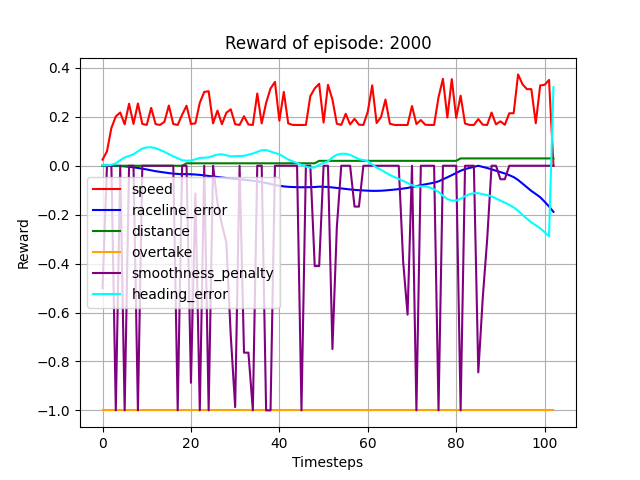 Reward of episode: 2000
0.4
0.2
0.0
−0.2
−0.4
−0.6
−0.8
−1.0
Reward
speed
raceline_error
distance
overtake
smoothness_penalty
heading_error
0 20 40 60 80 100
Timesteps